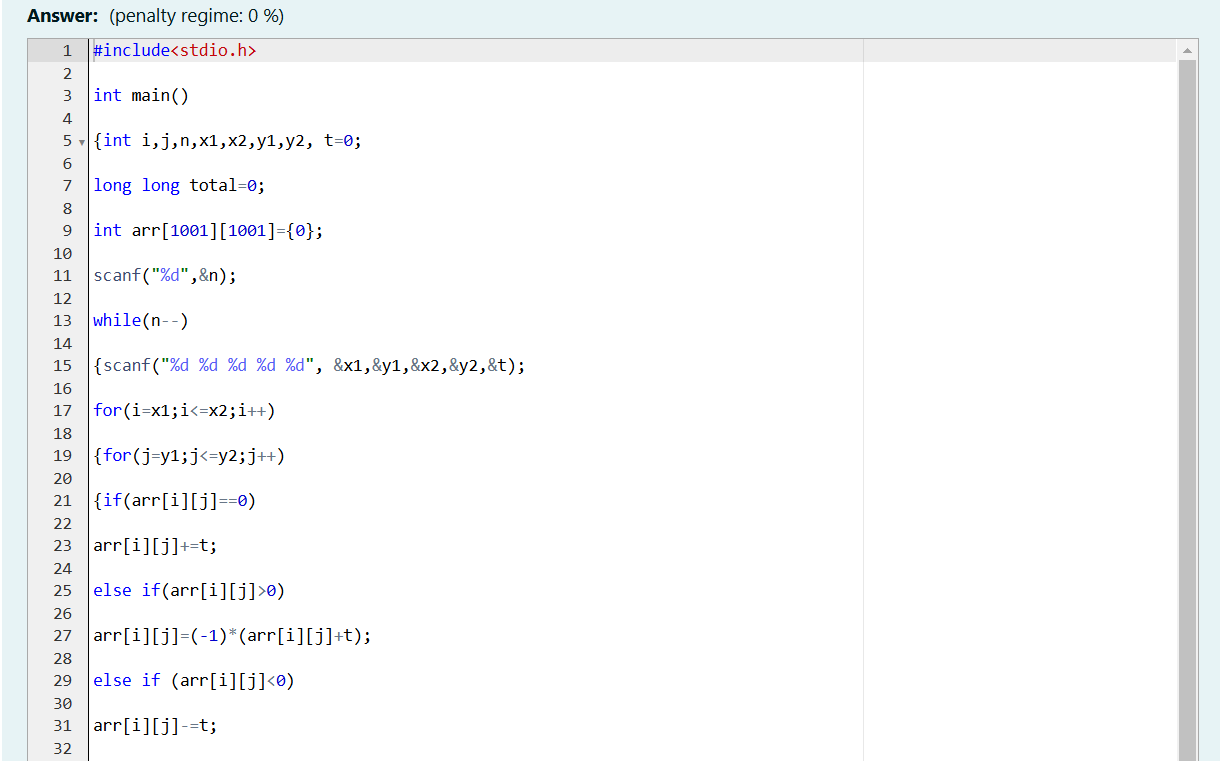 Answer: (penalty regime: 0 %)
1 #include<stdio.h>
2
3 int main()
4
5 {int i,j,n,x1,x2,y1,y2, t=0;
6
7 long long total=0;
8
9 int arr[1001][1001]={0};
10
11 scanf("%d",&n);
12
13 while(n--)
14
15 {scanf("%d %d %d %d %d", &x1,&y1,&x2,&y2,&t);
16
17 for(i=x1;i<=x2;i++)
18
19 {for(j=y1;j<=y2;j++)
20
21 {if(arr[i][j]==0)
22
23 arr[i][j]+=t;
24
25 else if(arr[i][j]>0)
26
27 arr[i][j]=(-1)*(arr[i][j]+t);
28
29 else if (arr[i][j]<0)
30
31 arr[i][j]-=t;
32